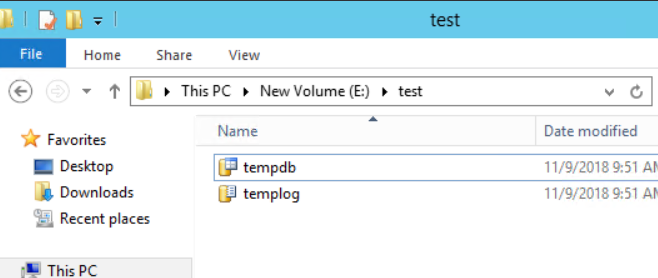 test
File Home Share View
This PC New Volume (E:) test
Name Date modified
Favorites
Desktop
Downloads
Recent places
This PC
tempdb 11/9/2018 9:51 AM
templog 11/9/2018 9:51 AM